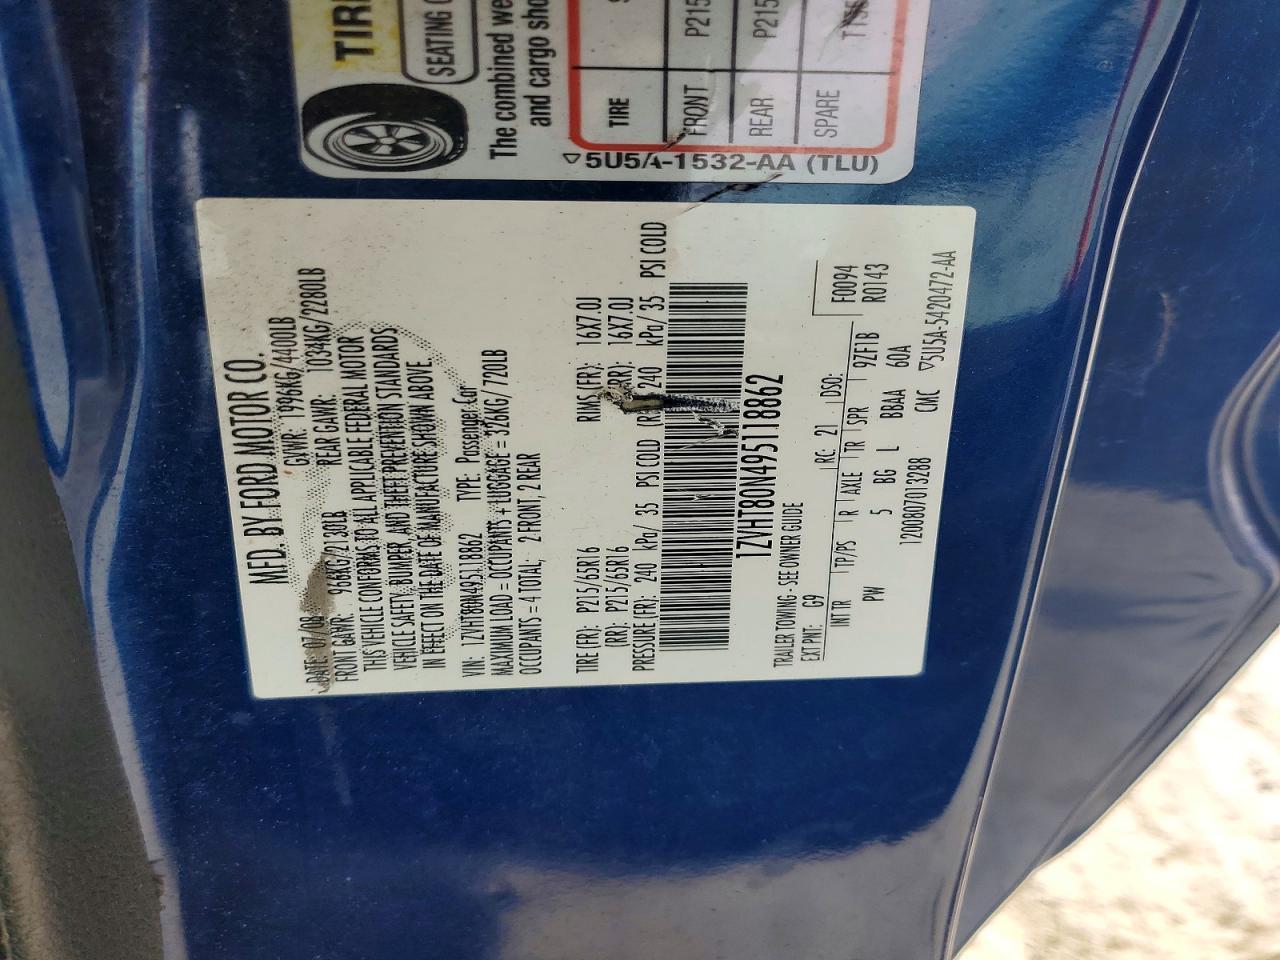 TIRE
SEATING C
The combined we
and cargo sho
TIRE
FRONT P215
REAR P215
SPARE
▽ 5U5A-1532-AA (TLU)
MFD. BY FORD MOTOR CO.
DATE: 07/08 GVWR: 1996KG/4400LB
FRONT GAWR: 966KG/2130LB REAR GAWR: 1034KG/2280LB
THIS VEHICLE CONFORMS TO ALL APPLICABLE FEDERAL MOTOR
VEHICLE SAFETY, BUMPER, AND THEFT PREVENTION STANDARDS
IN EFFECT ON THE DATE OF MANUFACTURE SHOWN ABOVE.
VIN: 1ZVHT80N495118862 TYPE: Passenger Car
MAXIMUM LOAD = OCCUPANTS + LUGGAGE = 326KG/720LB
OCCUPANTS = 4 TOTAL; 2 FRONT, 2 REAR
TIRE (FR): P215/65R16 RIMS (FR): 16X7.0J
(RR): P215/65R16 (RR): 16X7.0J
PRESSURE (FR): 240 kPa/ 35 PSI COLD 240 kPa/ 35 PSI COLD
1ZVHT80N495118862
TRAILER TOWING - SEE OWNER GUIDE
EXT PNT: G9 RC: 21 DSO: F0094
R0143
INT TR TP/PS R AXLE TR SPR 9ZF1B
PW 5 BG L BBAA 60A
120080701328​8 CMC ▽5U5A-5420472-AA